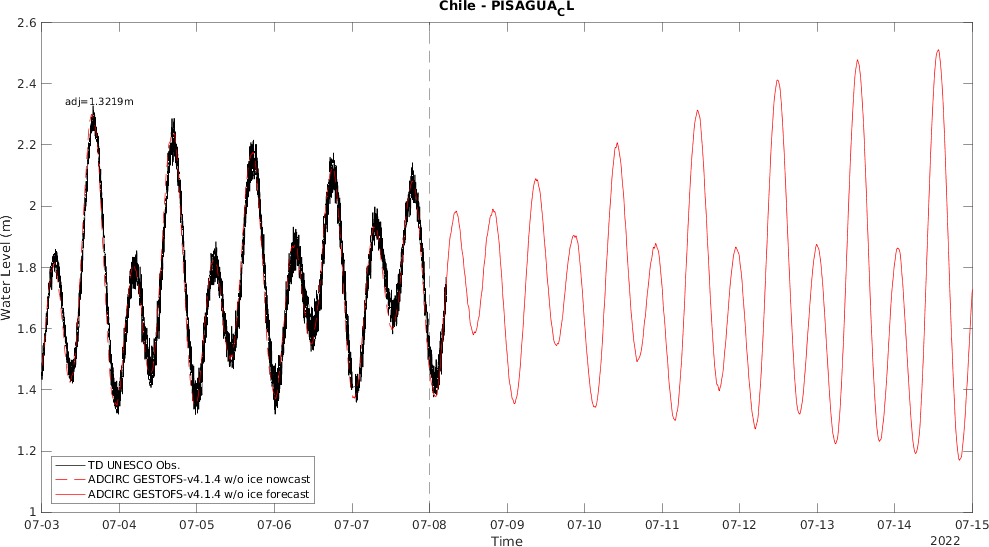 Chile - PISAGUA_CL
2.6
2.4
adj=1.3219m
2.2
2
1.8
1.6
1.4
1.2
1
Water Level (m)
TD UNESCO Obs.
ADCIRC GESTOFS-v4.1.4 w/o ice nowcast
ADCIRC GESTOFS-v4.1.4 w/o ice forecast
07-03 07-04 07-05 07-06 07-07 07-08 07-09 07-10 07-11 07-12 07-13 07-14 07-15
Time
2022